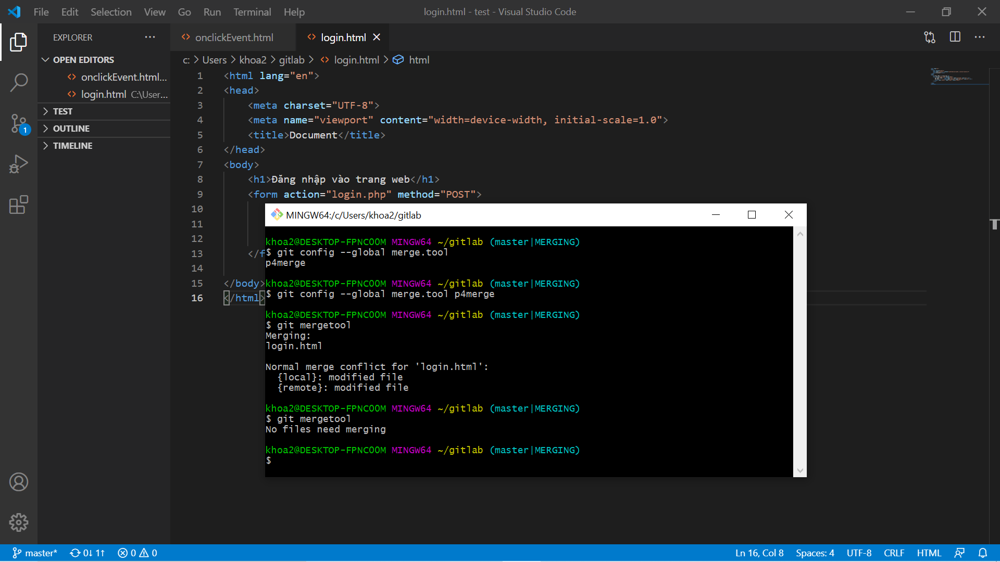 File Edit Selection View Go Run Terminal Help
login.html - test - Visual Studio Code
EXPLORER
OPEN EDITORS
onclickEvent.html...
login.html C:\User...
TEST
OUTLINE
TIMELINE
1
onclickEvent.html
login.html
c: > Users > khoa2 > gitlab > login.html > html
1 <html lang="en">
2 <head>
3 <meta charset="UTF-8">
4 <meta name="viewport" content="width=device-width, initial-scale=1.0">
5 <title>Document</title>
6 </head>
7 <body>
8 <h1>Đăng nhập vào trang web</h1>
9 <form action="login.php" method="POST">
10
11
12
13 </f
14
15 </body>
16 </html>
MINGW64:/c/Users/khoa2/gitlab
khoa2@DESKTOP-FPNC0OM MINGW64 ~/gitlab (master|MERGING)
$ git config --global merge.tool
p4merge
khoa2@DESKTOP-FPNC0OM MINGW64 ~/gitlab (master|MERGING)
$ git config --global merge.tool p4merge
khoa2@DESKTOP-FPNC0OM MINGW64 ~/gitlab (master|MERGING)
$ git mergetool
Merging:
login.html
Normal merge conflict for 'login.html':
{local}: modified file
{remote}: modified file
khoa2@DESKTOP-FPNC0OM MINGW64 ~/gitlab (master|MERGING)
$ git mergetool
No files need merging
khoa2@DESKTOP-FPNC0OM MINGW64 ~/gitlab (master|MERGING)
$
master* 0↓ 1↑ 0 0
Ln 16, Col 8 Spaces: 4 UTF-8 CRLF HTML